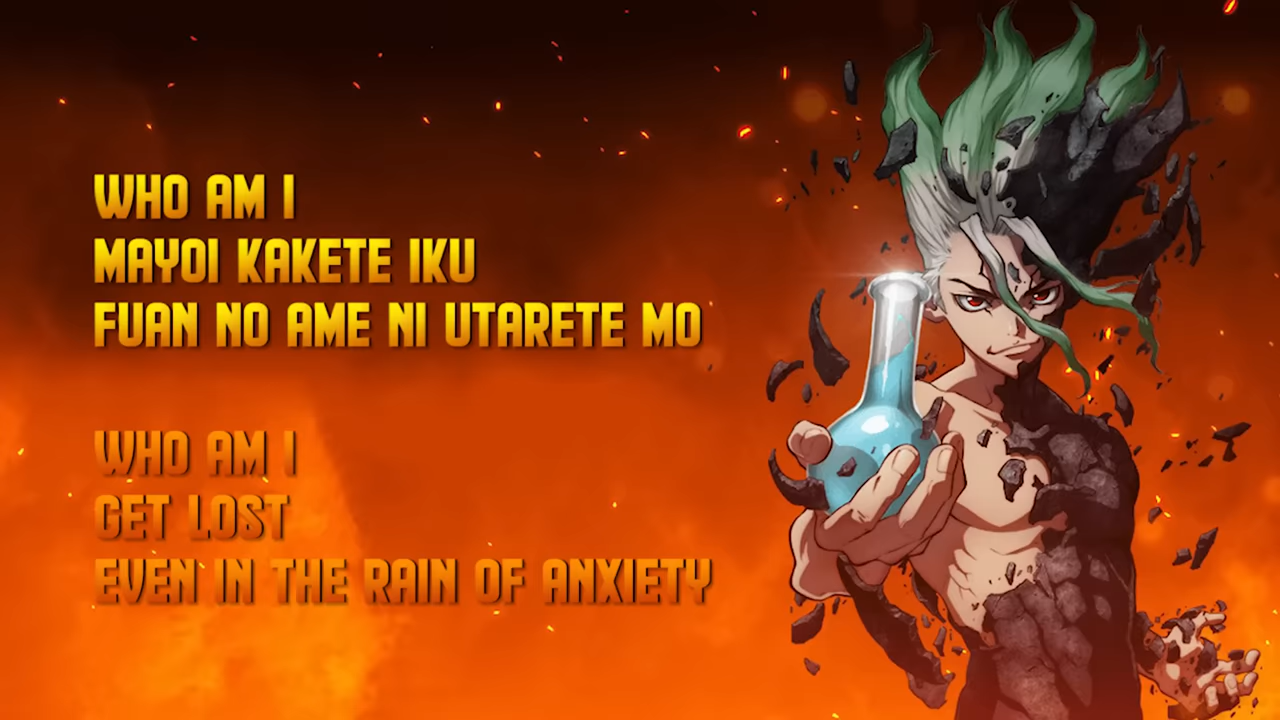 WHO AM I
MAYOI KAKETE IKU
FUAN NO AME NI UTARETE MO
WHO AM I
GET LOST
EVEN IN THE RAIN OF ANXIETY